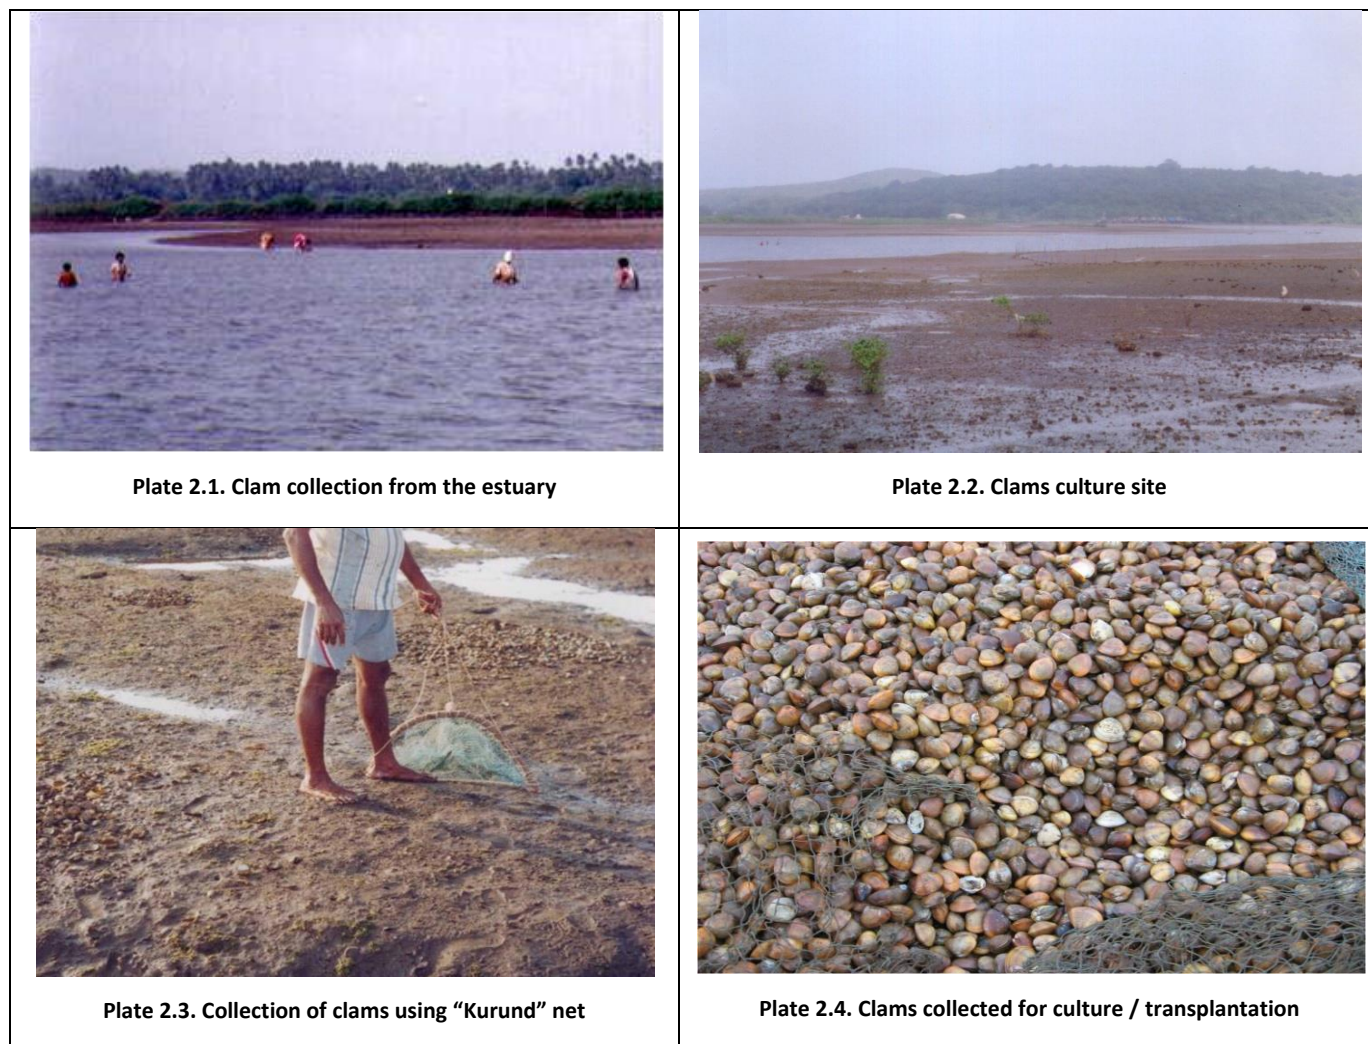 Plate 2.1. Clam collection from the estuary
Plate 2.2. Clams culture site
Plate 2.3. Collection of clams using “Kurund” net
Plate 2.4. Clams collected for culture / transplantation